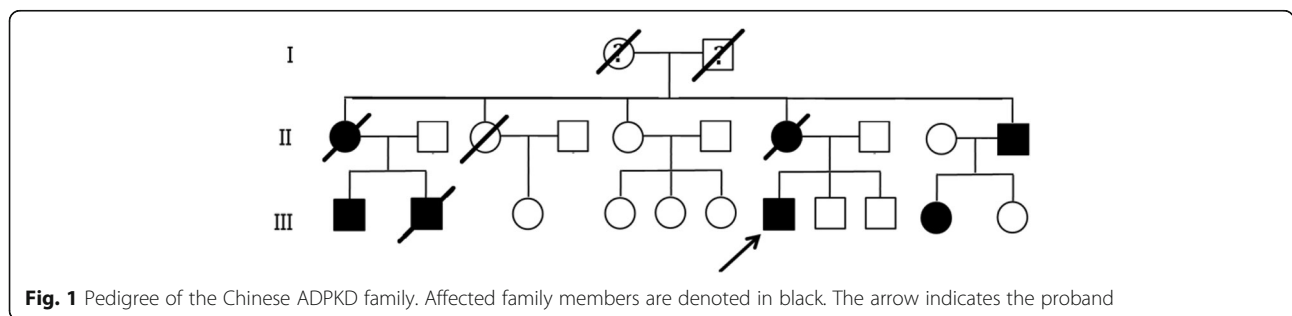 I
? ?
II
III
Fig. 1 Pedigree of the Chinese ADPKD family. Affected family members are denoted in black. The arrow indicates the proband